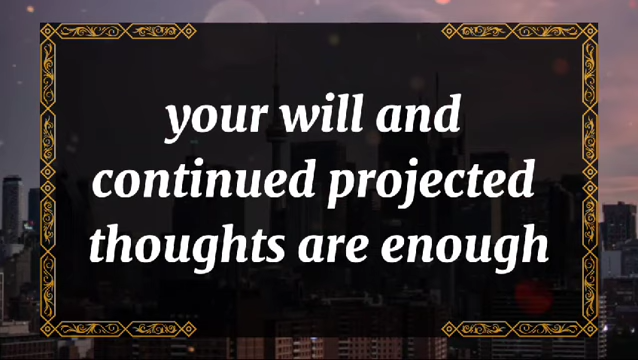 your will and
continued projected
thoughts are enough